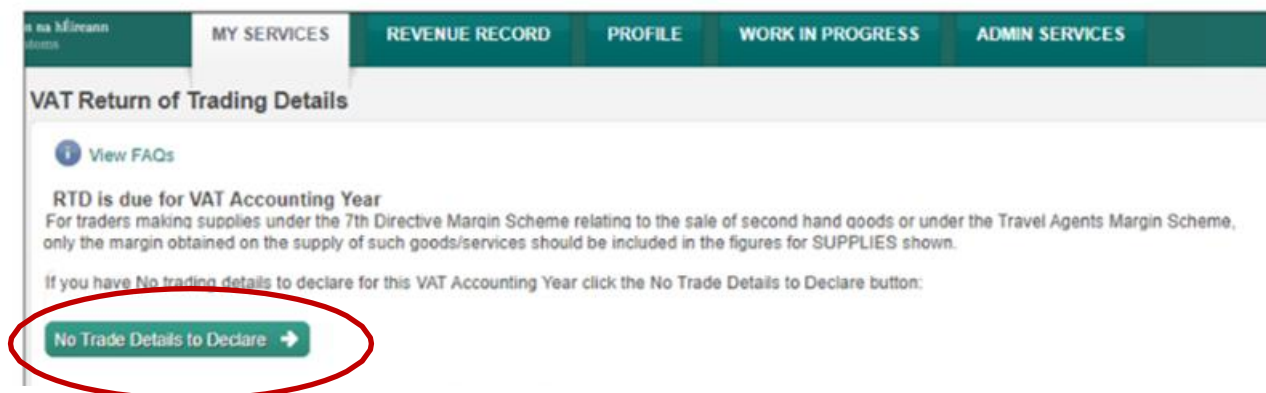 na hÉireann
MY SERVICES
REVENUE RECORD
PROFILE
WORK IN PROGRESS
ADMIN SERVICES
VAT Return of Trading Details
View FAQs
RTD is due for VAT Accounting Year
For traders making supplies under the 7th Directive Margin Scheme relating to the sale of second hand goods or under the Travel Agents Margin Scheme,
only the margin obtained on the supply of such goods/services should be included in the figures for SUPPLIES shown.
If you have No trading details to declare for this VAT Accounting Year click the No Trade Details to Declare button:
No Trade Details to Declare